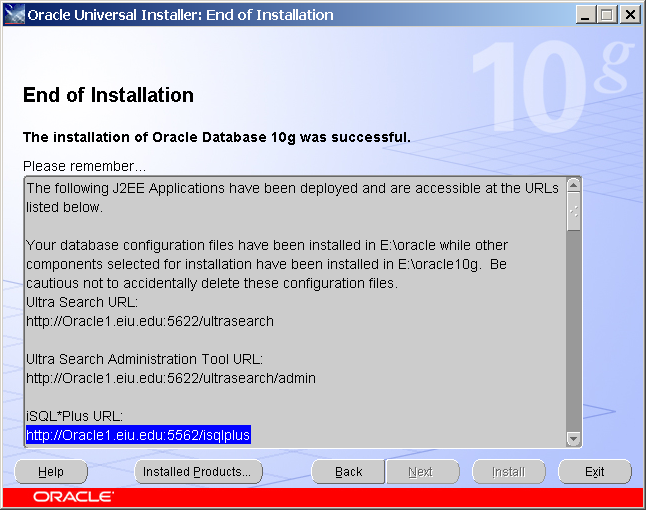 Oracle Universal Installer: End of Installation
10g
End of Installation
The installation of Oracle Database 10g was successful.
Please remember...
The following J2EE Applications have been deployed and are accessible at the URLs
listed below.
Your database configuration files have been installed in E:\oracle while other
components selected for installation have been installed in E:\oracle10g.  Be
cautious not to accidentally delete these configuration files.
Ultra Search URL:
http://Oracle1.eiu.edu:5622/ultrasearch
Ultra Search Administration Tool URL:
http://Oracle1.eiu.edu:5622/ultrasearch/admin
iSQL*Plus URL:
http://Oracle1.eiu.edu:5562/isqlplus
Help Installed Products... Back Next Install Exit
ORACLE